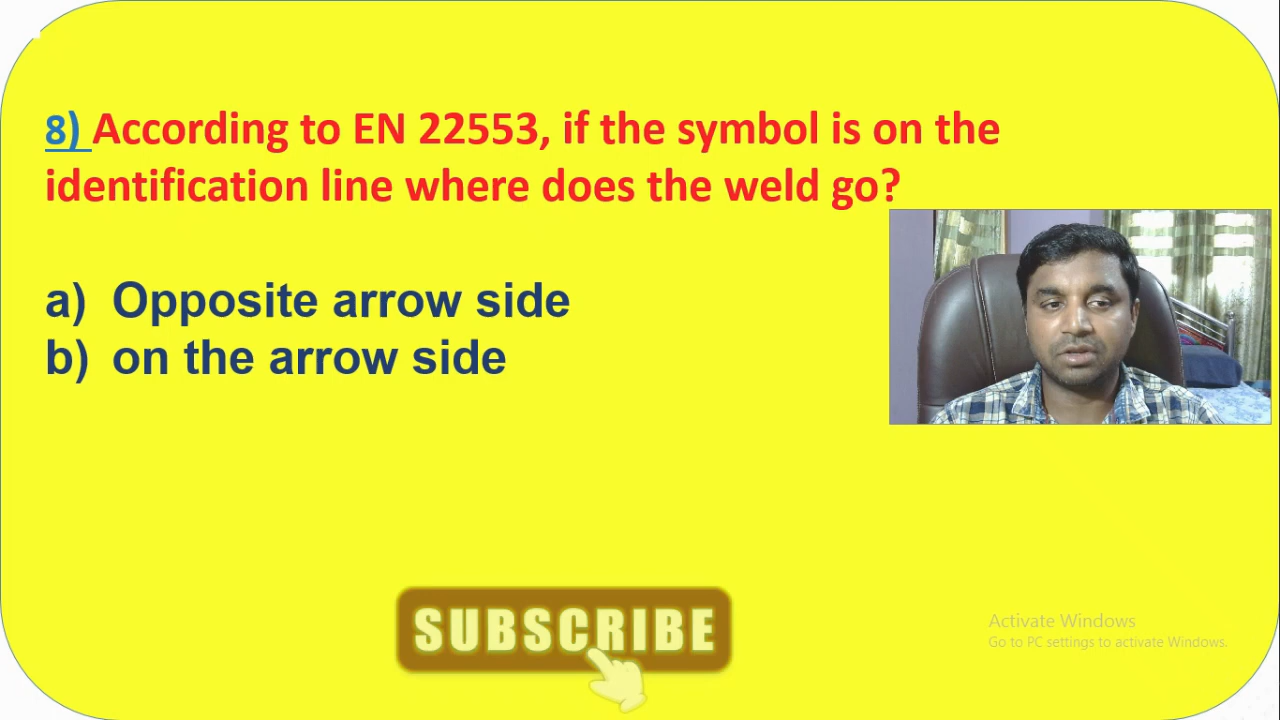 8) According to EN 22553, if the symbol is on the
identification line where does the weld go?
a) Opposite arrow side
b) on the arrow side
SUBSCRIBE
Activate Windows
Go to PC settings to activate Windows.